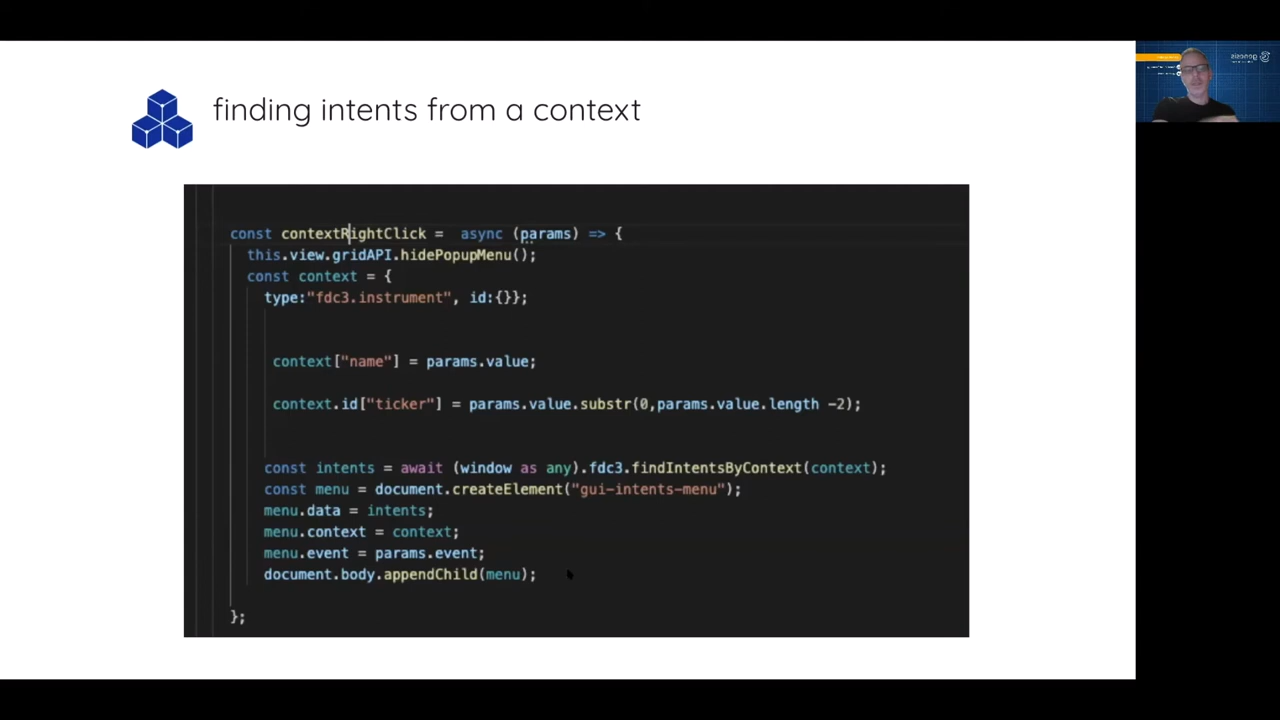 finding intents from a context
genesis
const contextRightClick =  async (params) => {
this.view.gridAPI.hidePopupMenu();
const context = {
type:"fdc3.instrument", id:{}};
context["name"] = params.value;
context.id["ticker"] = params.value.substr(0,params.value.length -2);
const intents = await (window as any).fdc3.findIntentsByContext(context);
const menu = document.createElement("gui-intents-menu");
menu.data = intents;
menu.context = context;
menu.event = params.event;
document.body.appendChild(menu);
};